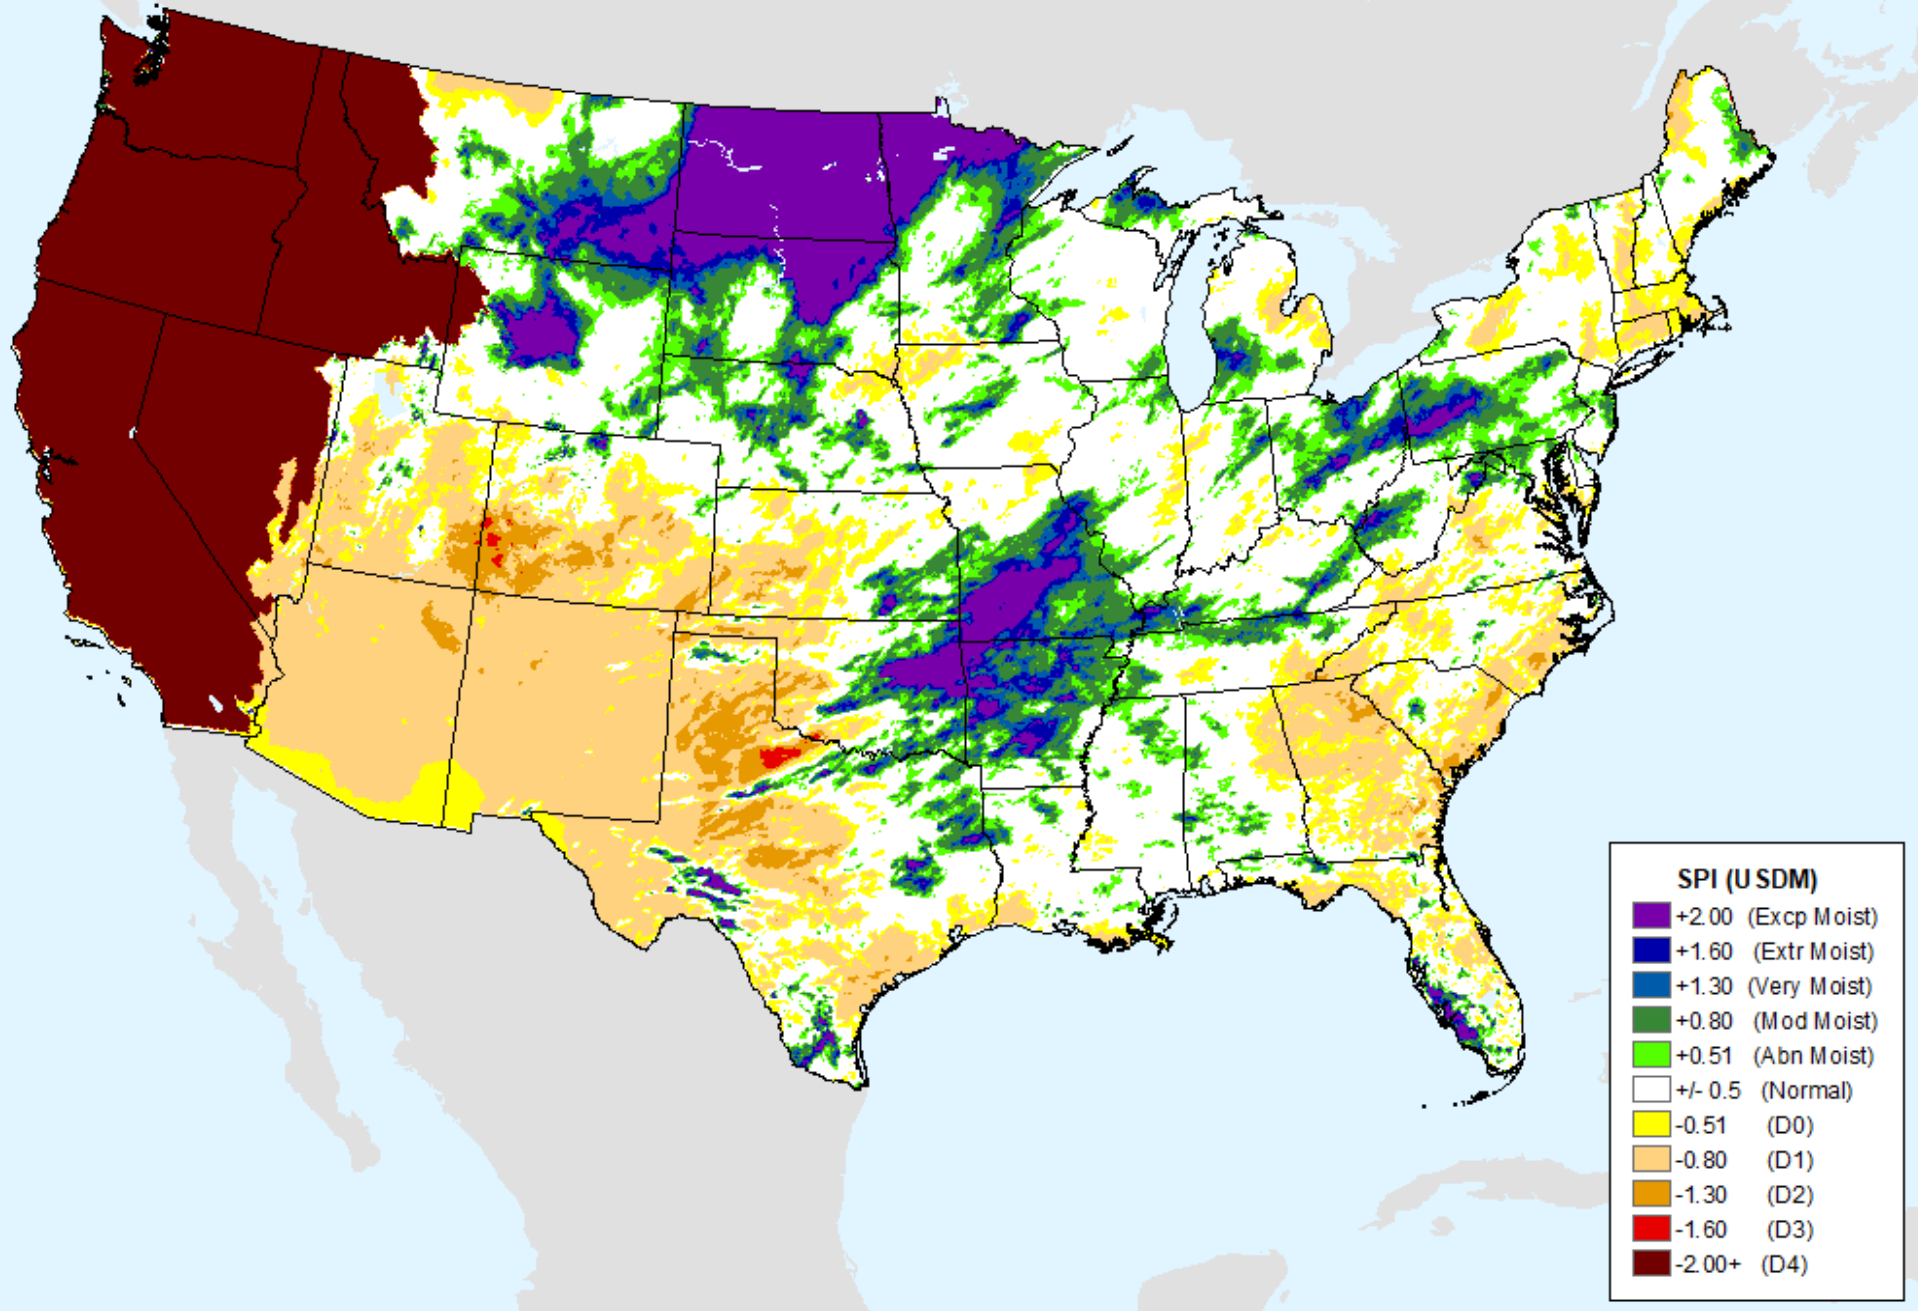 SPI (USDM)
+2.00 (Excp Moist)
+1.60 (Extr Moist)
+1.30 (Very Moist)
+0.80 (Mod Moist)
+0.51 (Abn Moist)
+/- 0.5 (Normal)
-0.51 (D0)
-0.80 (D1)
-1.30 (D2)
-1.60 (D3)
-2.00+ (D4)